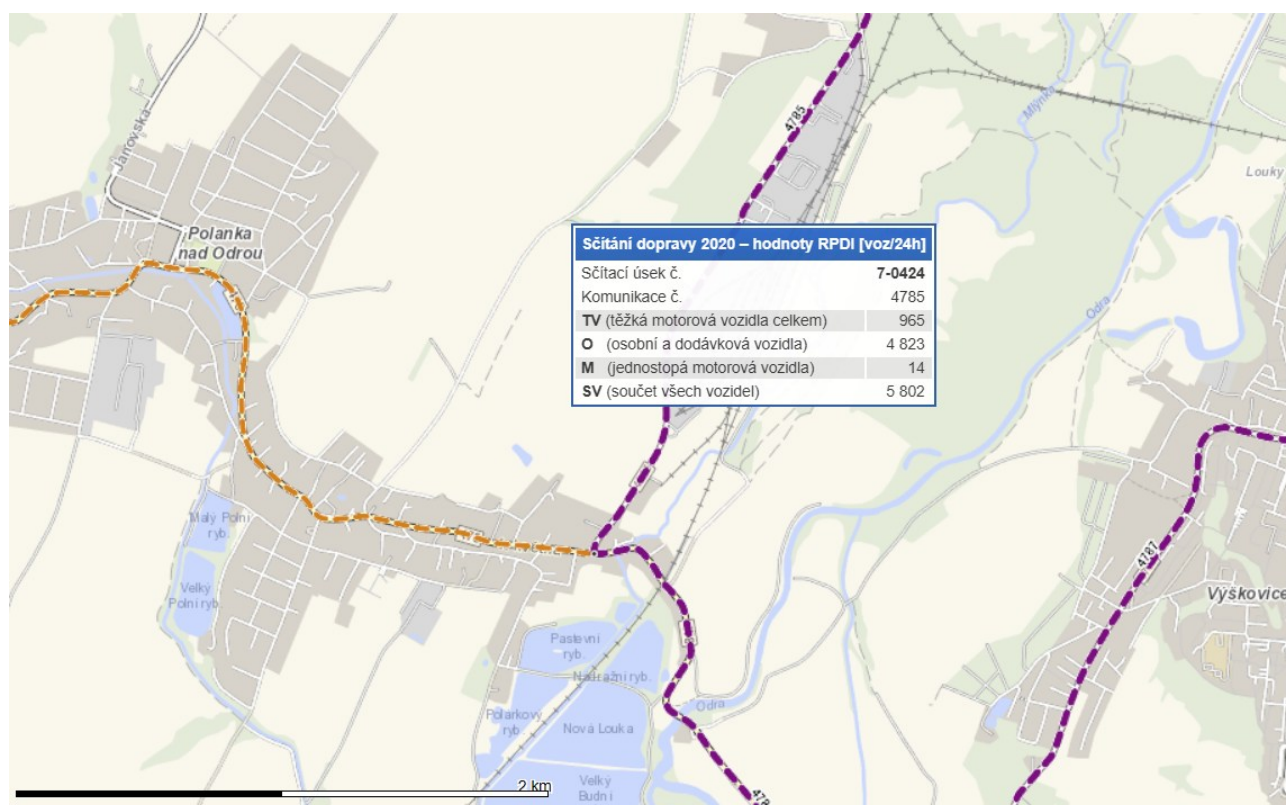 4785
Mlýnka
Janovská
Louky
Polanka
nad Odrou
Sčítání dopravy 2020 – hodnoty RPDI [voz/24h]
Sčítací úsek č. 7-0424
Komunikace č. 4785
TV (těžká motorová vozidla celkem) 965
O (osobní a dodávková vozidla) 4 823
M (jednostopá motorová vozidla) 14
SV (součet všech vozidel) 5 802
Odra
Malý Polní
ryb.
4787
Velký
Polní ryb.
Výškovice
Pastevní
ryb.
Nádražní ryb.
ryb.
Odra
Nová Louka
Velký
Budní
2 km